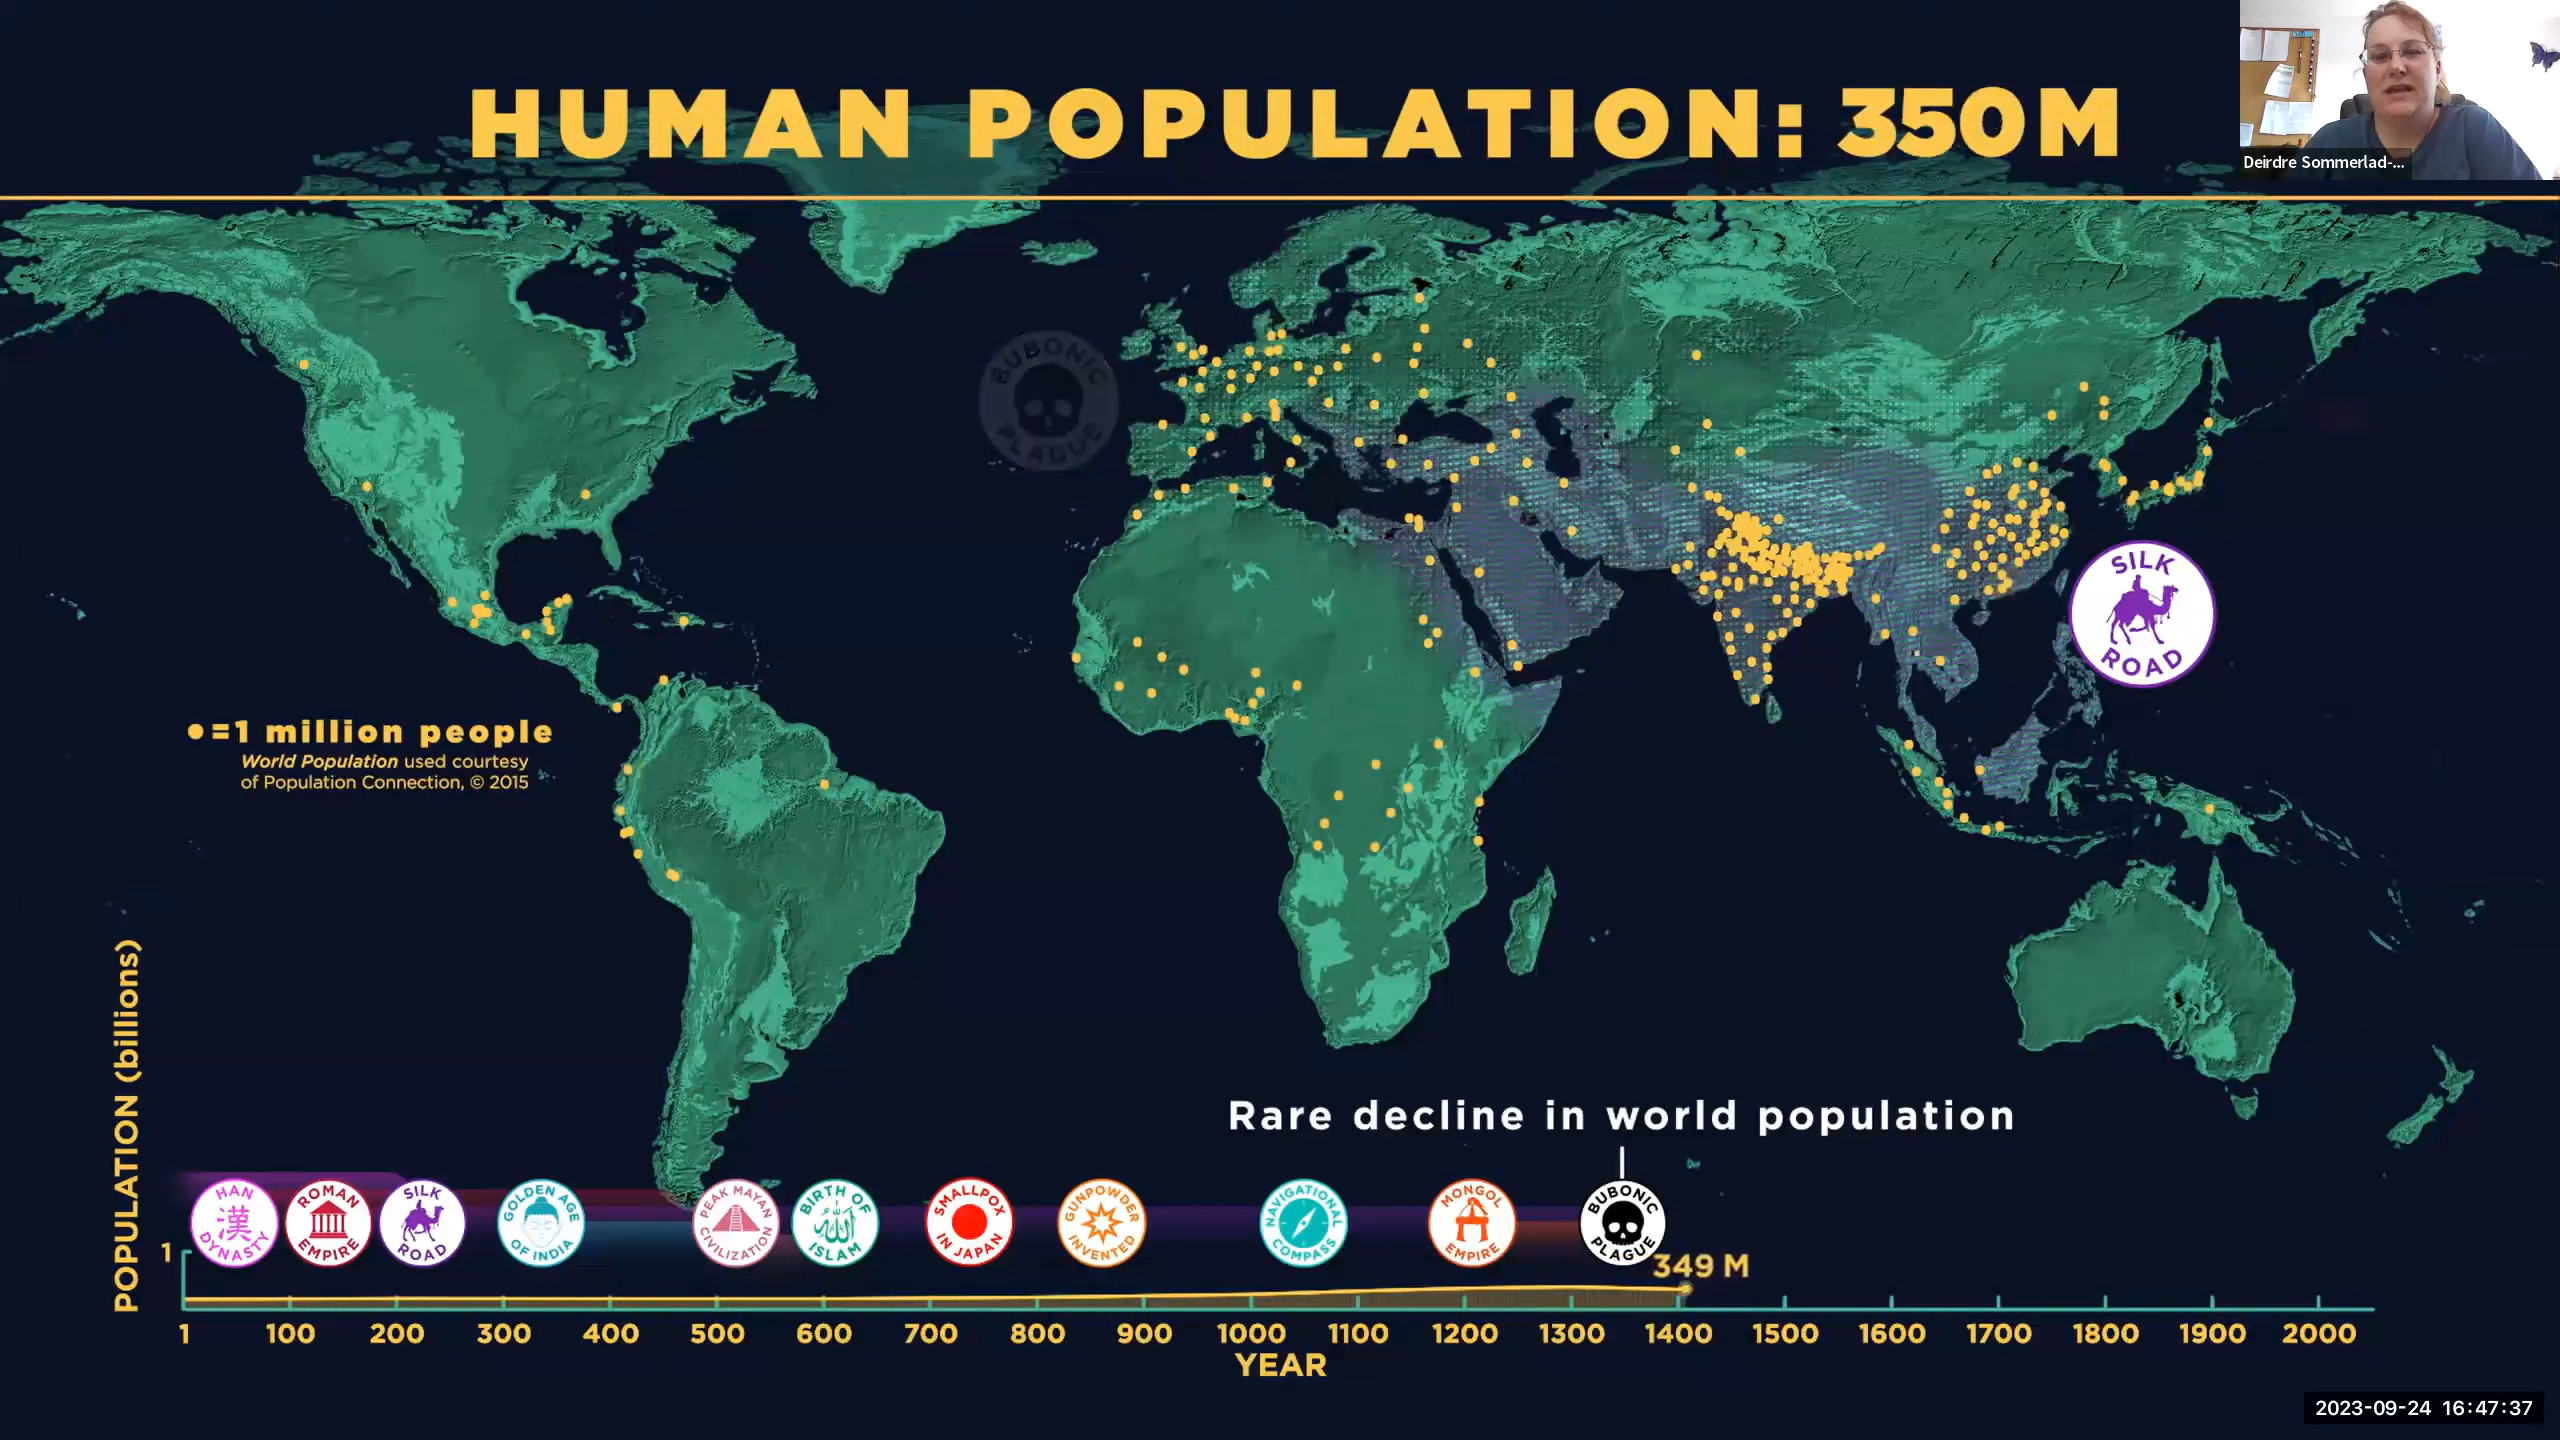 HUMAN POPULATION: 350M
Deirdre Sommerlad-...
BUBONIC
PLAGUE
SILK
ROAD
●=1 million people
World Population used courtesy
of Population Connection, © 2015
POPULATION (billions)
Rare decline in world population
HAN
漢
DYNASTY
ROMAN
EMPIRE
SILK
ROAD
GOLDEN AGE
OF INDIA
PEAK MAYAN
CIVILIZATION
BIRTH OF
الله
ISLAM
SMALLPOX
IN JAPAN
GUNPOWDER
INVENTED
NAVIGATIONAL
COMPASS
MONGOL
EMPIRE
BUBONIC
PLAGUE
1
349 M
1 100 200 300 400 500 600 700 800 900 1000 1100 1200 1300 1400 1500 1600 1700 1800 1900 2000
YEAR
2023-09-24 16:47:37